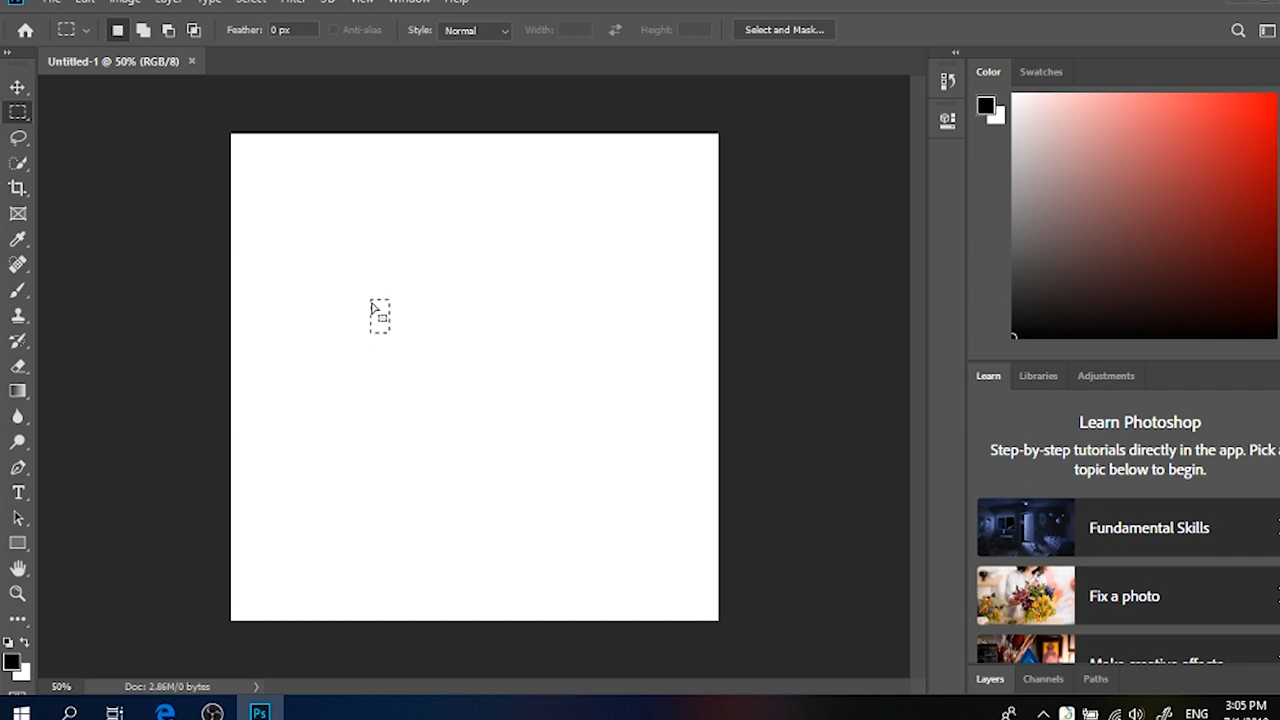 File Edit Image Layer Type Select Filter 3D View Window Help
Feather: 0 px Anti-alias Style: Normal Width: Height: Select and Mask...
Untitled-1 @ 50% (RGB/8) ×
Color Swatches
Learn Libraries Adjustments
Learn Photoshop
Step-by-step tutorials directly in the app. Pick a
topic below to begin.
Fundamental Skills
Fix a photo
Make creative effects
Layers Channels Paths
50% Doc: 2.86M/0 bytes
Ps ENG 3:05 PM